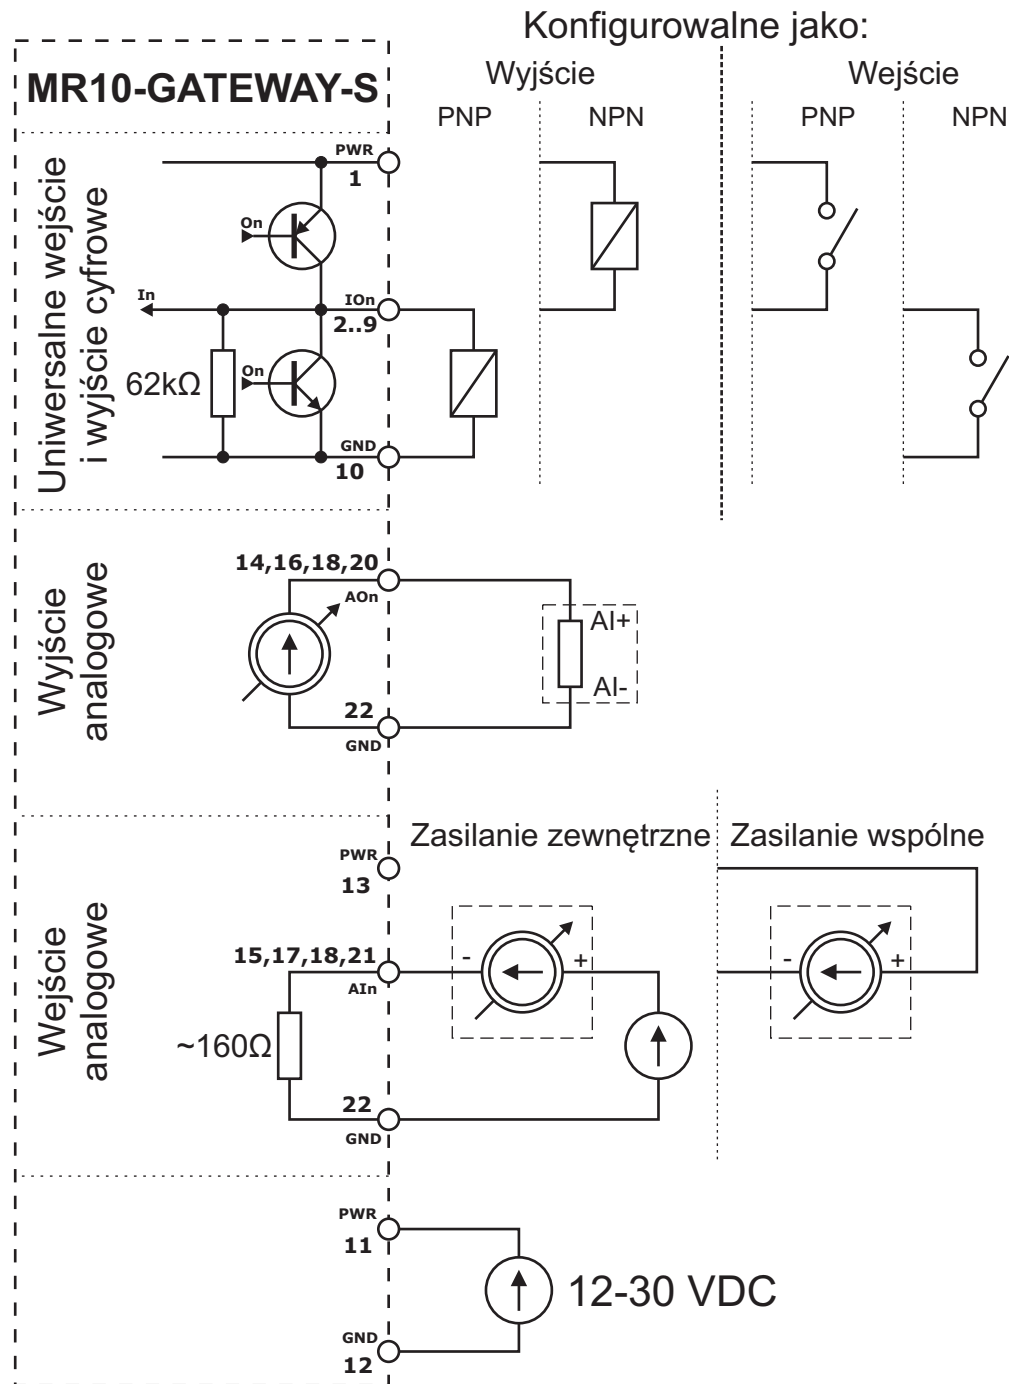 Konfigurowalne jako:
MR10-GATEWAY-S
Wyjście
Wejście
PNP
NPN
PNP
NPN
Uniwersalne wejście
i wyjście cyfrowe
PWR
1
On
In
IOn
2..9
62kΩ
On
GND
10
Wyjście
analogowe
14,16,18,20
AOn
AI+
AI-
22
GND
Zasilanie zewnętrzne
Zasilanie wspólne
Wejście
analogowe
PWR
13
15,17,18,21
AIn
-
+
-
+
~160Ω
22
GND
PWR
11
12-30 VDC
GND
12